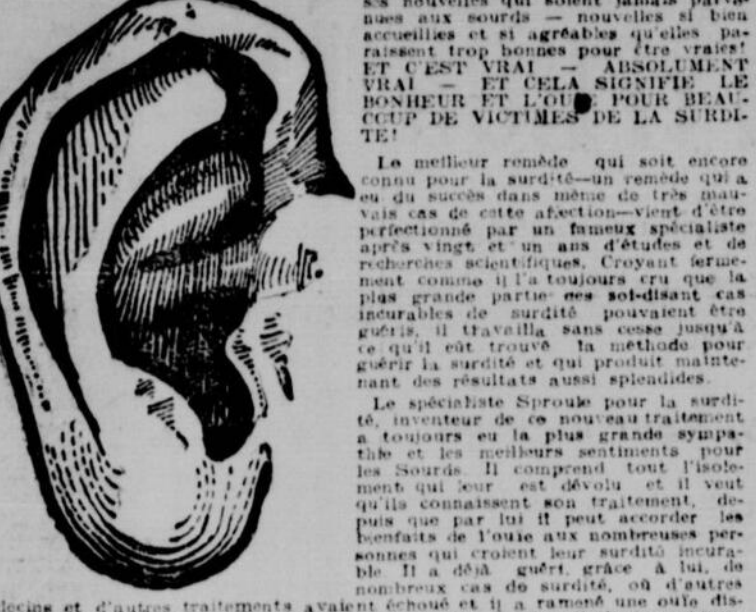 ses nouvelles qui soient jamais parve-
nues aux sourds — nouvelles si bien
accueillies et si agréables qu'elles pa-
raissent trop bonnes pour être vraies!
ET C'EST VRAI — ABSOLUMENT
VRAI — ET CELA SIGNIFIE LE
BONHEUR ET L'OUIE POUR BEAU-
COUP DE VICTIMES DE LA SURDI-
TE!
Le meilleur remède qui soit encore
connu pour la surdité—un remède qui a
eu du succès dans même de très mau-
vais cas de cette affection—vient d'être
perfectionné par un fameux spécialiste
après vingt et un ans d'études et de
recherches scientifiques. Croyant ferme-
ment comme il l'a toujours cru que la
plus grande partie des soi-disant cas
incurables de surdité pouvaient être
guéris, il travailla sans cesse jusqu'à
ce qu'il eût trouvé la méthode pour
guérir la surdité et qui produit mainte-
nant des résultats aussi splendides.
Le spécialiste Sproule pour la surdi-
té, inventeur de ce nouveau traitement
a toujours eu la plus grande sympa-
thie et les meilleurs sentiments pour
les Sourds. Il comprend tout l'isole-
ment qui leur est dévolu et il veut
qu'ils connaissent son traitement, de-
puis que par lui il peut accorder les
bienfaits de l'ouie aux nombreuses per-
sonnes qui croient leur surdité incura-
ble. Il a déjà guéri, grâce à lui, de
nombreux cas de surdité, où d'autres
decins et d'autres traitements avaient échoué et il a ramené une ouïe dis-